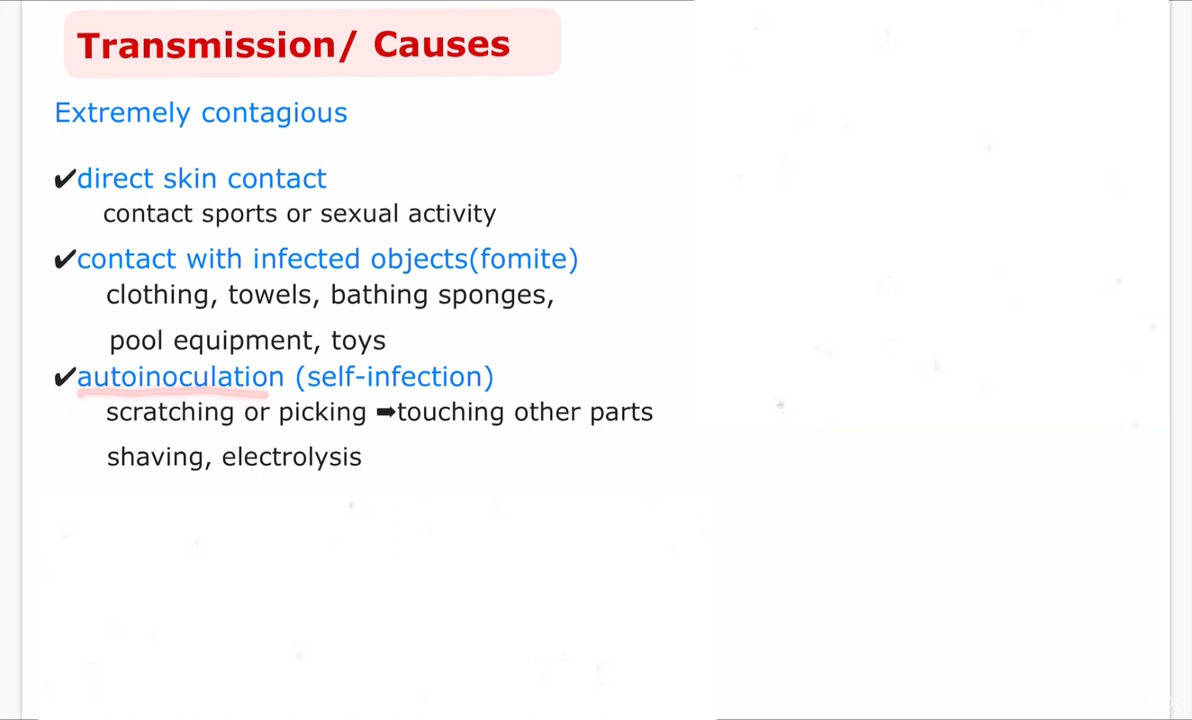 Transmission/ Causes
Extremely contagious
✔direct skin contact
contact sports or sexual activity
✔contact with infected objects(fomite)
clothing, towels, bathing sponges,
pool equipment, toys
✔autoinoculation (self-infection)
scratching or picking ➡touching other parts
shaving, electrolysis